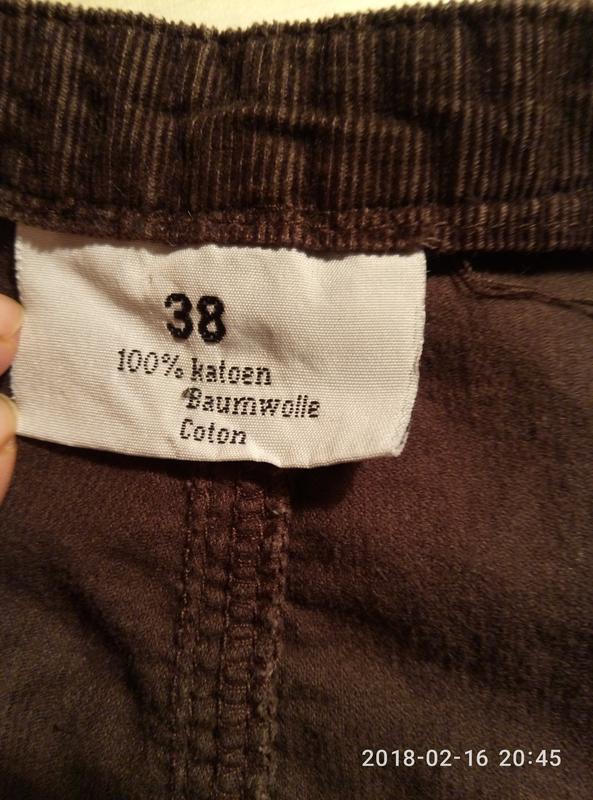 38
100% katoen
Baumwolle
Coton
2018-02-16 20:45